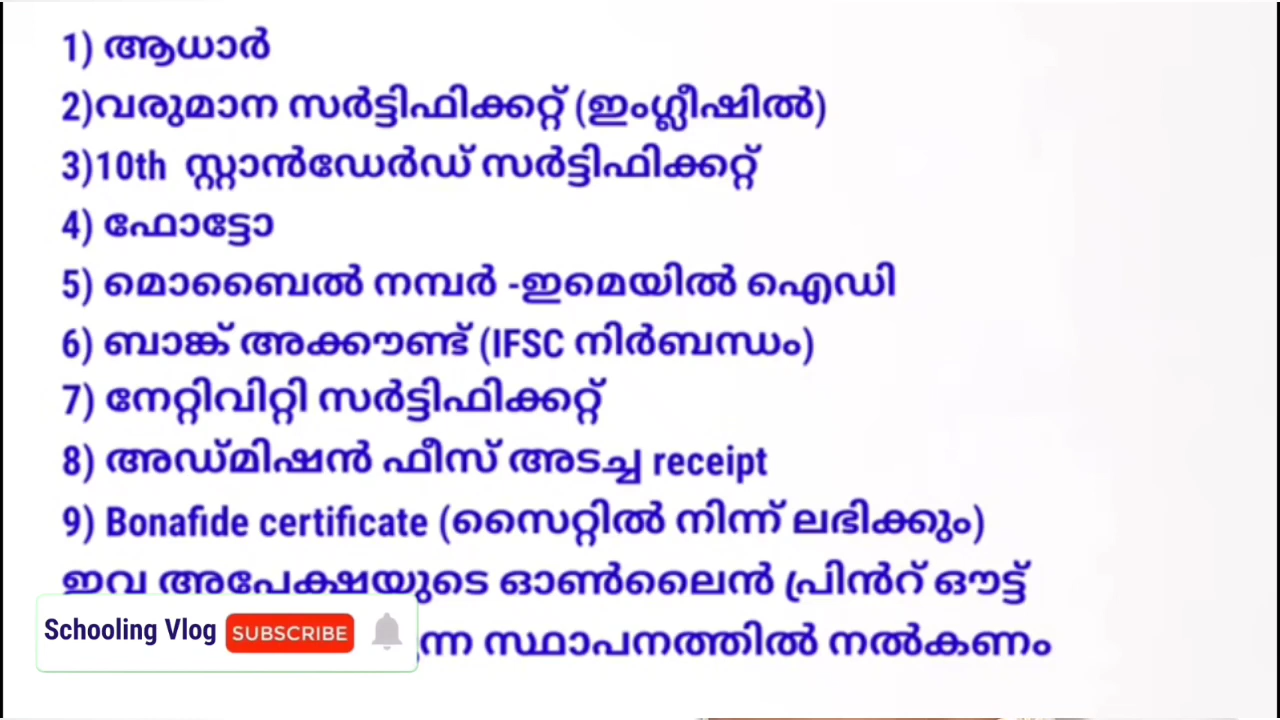 1) ആധാർ
2)വരുമാന സർട്ടിഫിക്കറ്റ് (ഇംഗ്ലീഷിൽ)
3)10th സ്റ്റാൻഡേർഡ് സർട്ടിഫിക്കറ്റ്
4) ഫോട്ടോ
5) മൊബൈൽ നമ്പർ -ഇമെയിൽ ഐഡി
6) ബാങ്ക് അക്കൗണ്ട് (IFSC നിർബന്ധം)
7) നേറ്റിവിറ്റി സർട്ടിഫിക്കറ്റ്
8) അഡ്മിഷൻ ഫീസ് അടച്ച receipt
9) Bonafide certificate (സൈറ്റിൽ നിന്ന് ലഭിക്കും)
ഇവ അപേക്ഷയുടെ ഓൺലൈൻ പ്രിൻറ് ഔട്ട്
സ്ഥാപനത്തിൽ നൽകണം
Schooling Vlog SUBSCRIBE